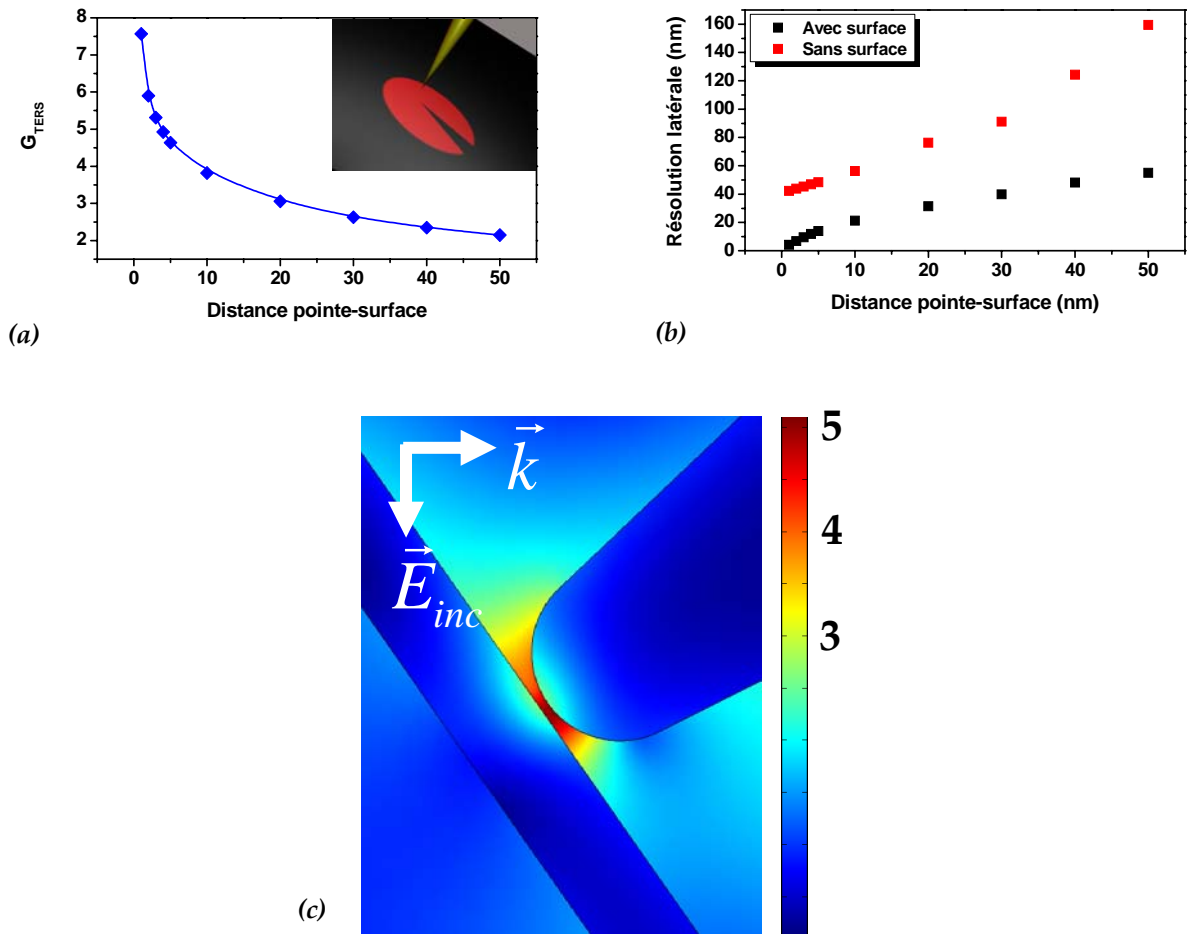 8
7
6
5
4
3
2
G_TERS
0 10 20 30 40 50
Distance pointe-surface
(a)
160
140
120
100
80
60
40
20
0
Résolution latérale (nm)
Avec surface
Sans surface
0 10 20 30 40 50
Distance pointe-surface (nm)
(b)
k
E_inc
5
4
3
(c)